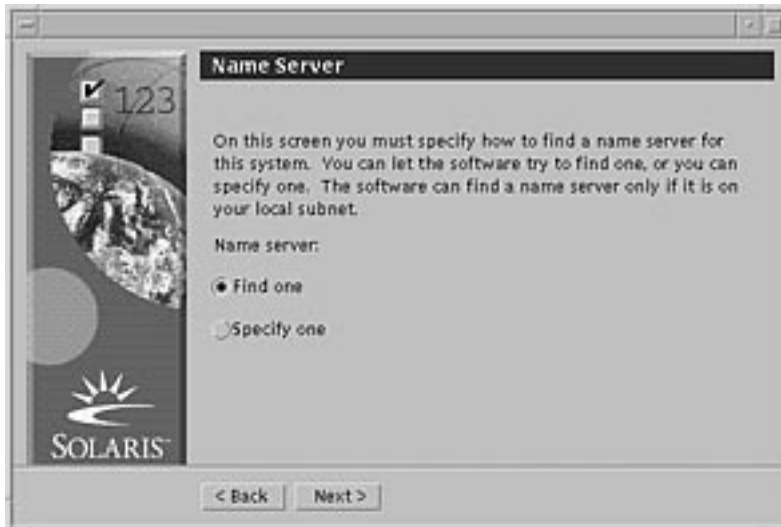 Name Server
123
On this screen you must specify how to find a name server for
this system. You can let the software try to find one, or you can
specify one. The software can find a name server only if it is on
your local subnet.
Name server:
Find one
Specify one
SOLARIS™
< Back
Next >